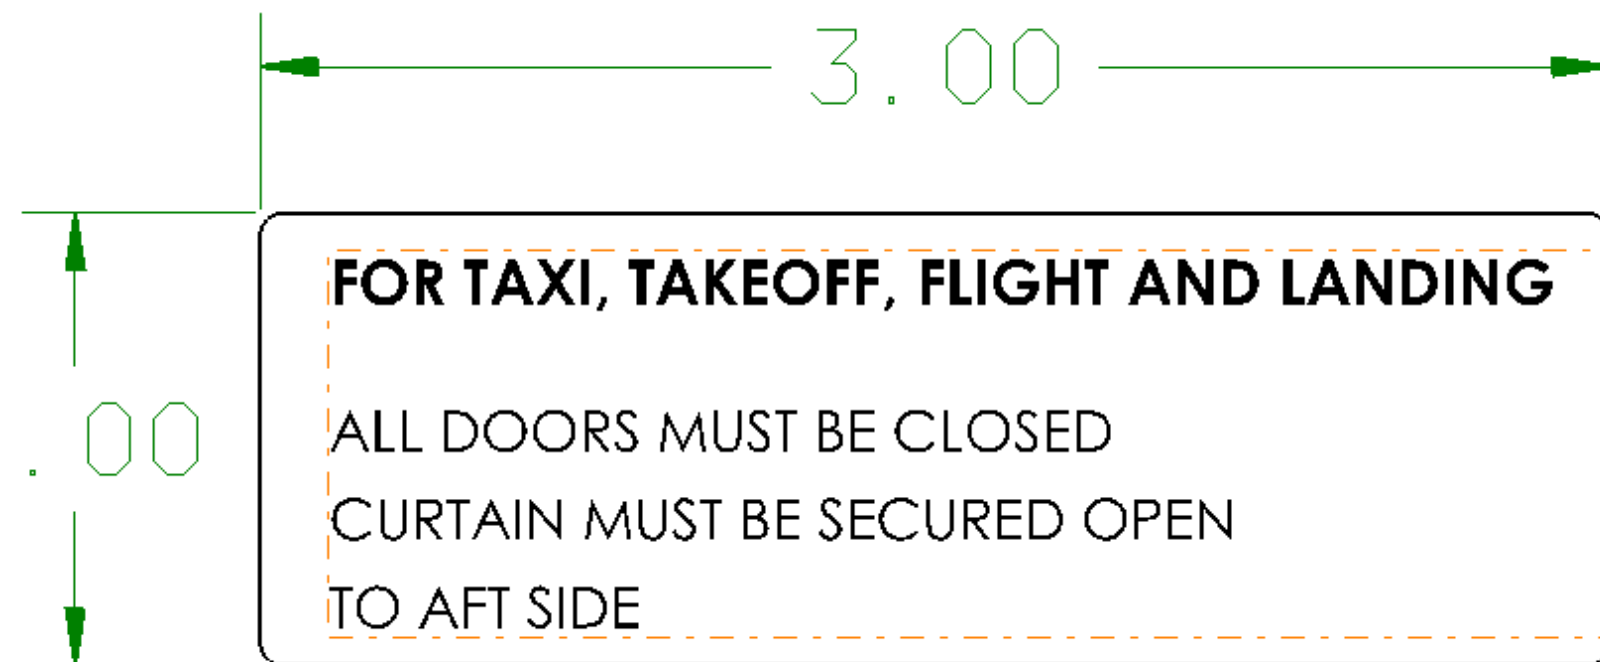 3.00
FOR TAXI, TAKEOFF, FLIGHT AND LANDING
.00
ALL DOORS MUST BE CLOSED
CURTAIN MUST BE SECURED OPEN
TO AFT SIDE